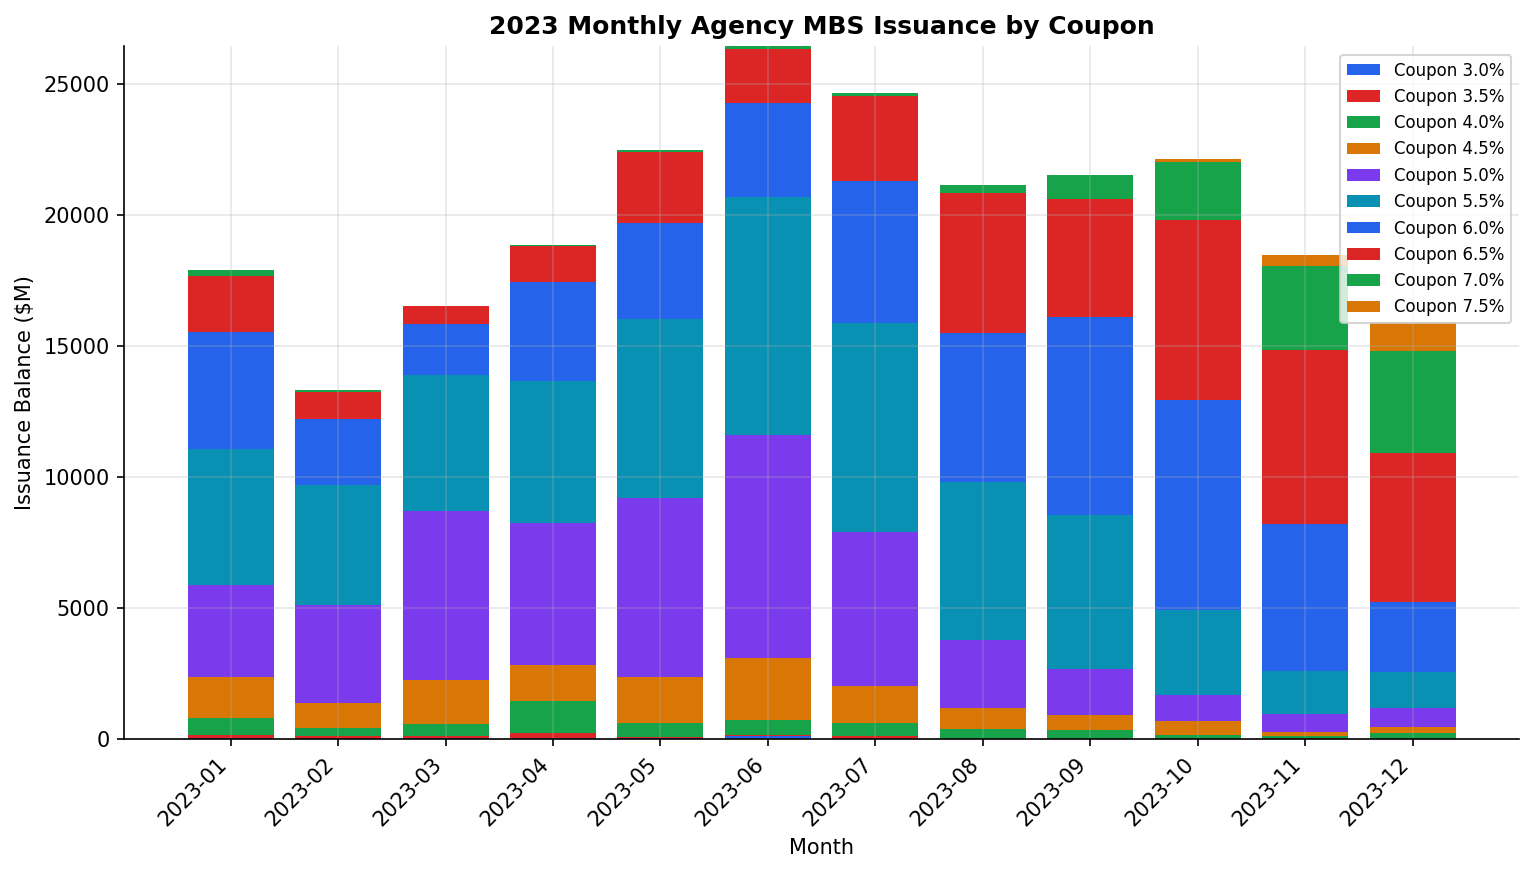 2023 Monthly Agency MBS Issuance by Coupon
Issuance Balance ($M)
25000
20000
15000
10000
5000
0
Coupon 3.0%
Coupon 3.5%
Coupon 4.0%
Coupon 4.5%
Coupon 5.0%
Coupon 5.5%
Coupon 6.0%
Coupon 6.5%
Coupon 7.0%
Coupon 7.5%
2023-01
2023-02
2023-03
2023-04
2023-05
2023-06
2023-07
2023-08
2023-09
2023-10
2023-11
2023-12
Month